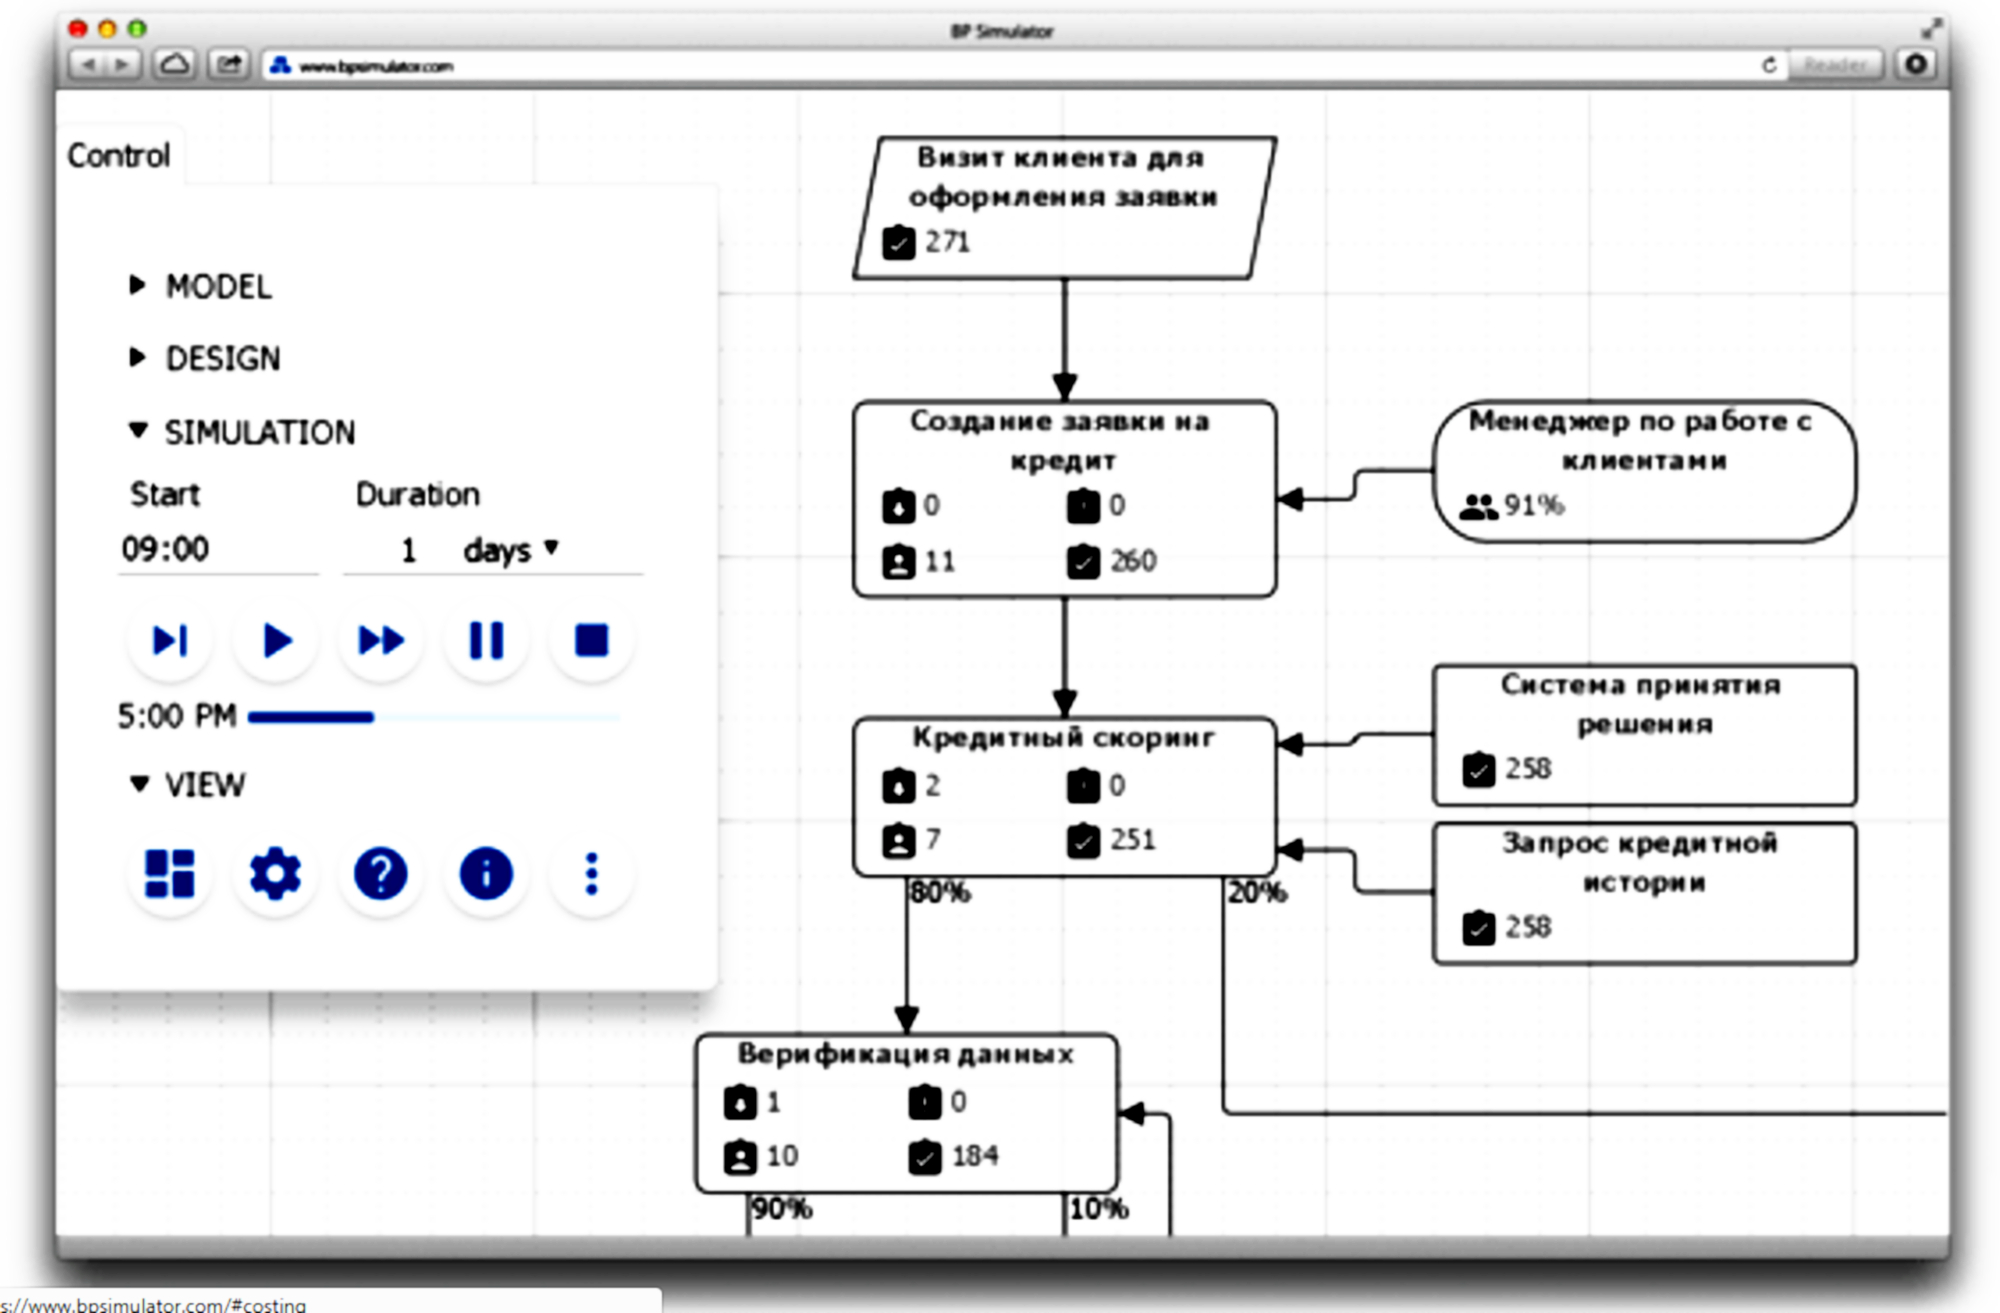 BP Simulator
www.bpsimulator.com
Reader
Control
MODEL
DESIGN
SIMULATION
Start
Duration
09:00
1 days
5:00 PM
VIEW
Визит клиента для
оформления заявки
271
Создание заявки на
кредит
0 0
11 260
Менеджер по работе с
клиентами
91%
Кредитный скоринг
2 0
7 251
80% 20%
Система принятия
решения
258
Запрос кредитной
истории
258
Верификация данных
1 0
10 184
90% 10%
s://www.bpsimulator.com/#costing